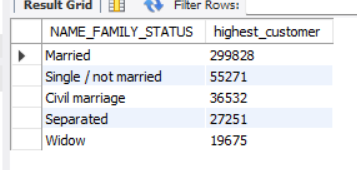 Result Grid Filter Rows:
NAME_FAMILY_STATUS highest_customer
Married 299828
Single / not married 55271
Civil marriage 36532
Separated 27251
Widow 19675